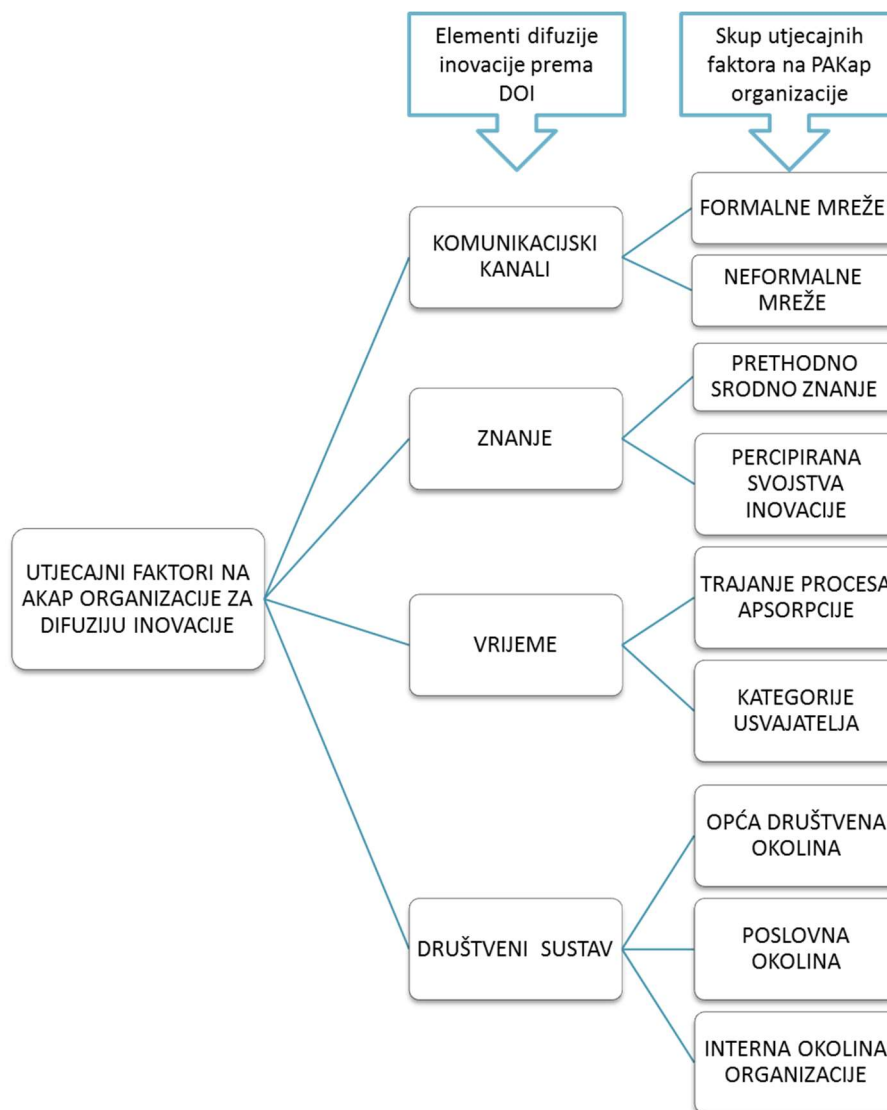 Elementi difuzije
inovacije prema
DOI
Skup utjecajnih
faktora na PAKap
organizacije
UTJECAJNI FAKTORI NA
AKAP ORGANIZACIJE ZA
DIFUZIJU INOVACIJE
KOMUNIKACIJSKI
KANALI
FORMALNE MREŽE
NEFORMALNE
MREŽE
ZNANJE
PRETHODNO
SRODNO ZNANJE
PERCIPIRANA
SVOJSTVA
INOVACIJE
VRIJEME
TRAJANJE PROCESA
APSORPCIJE
KATEGORIJE
USVAJATELJA
DRUŠTVENI SUSTAV
OPĆA DRUŠTVENA
OKOLINA
POSLOVNA
OKOLINA
INTERNA OKOLINA
ORGANIZACIJE